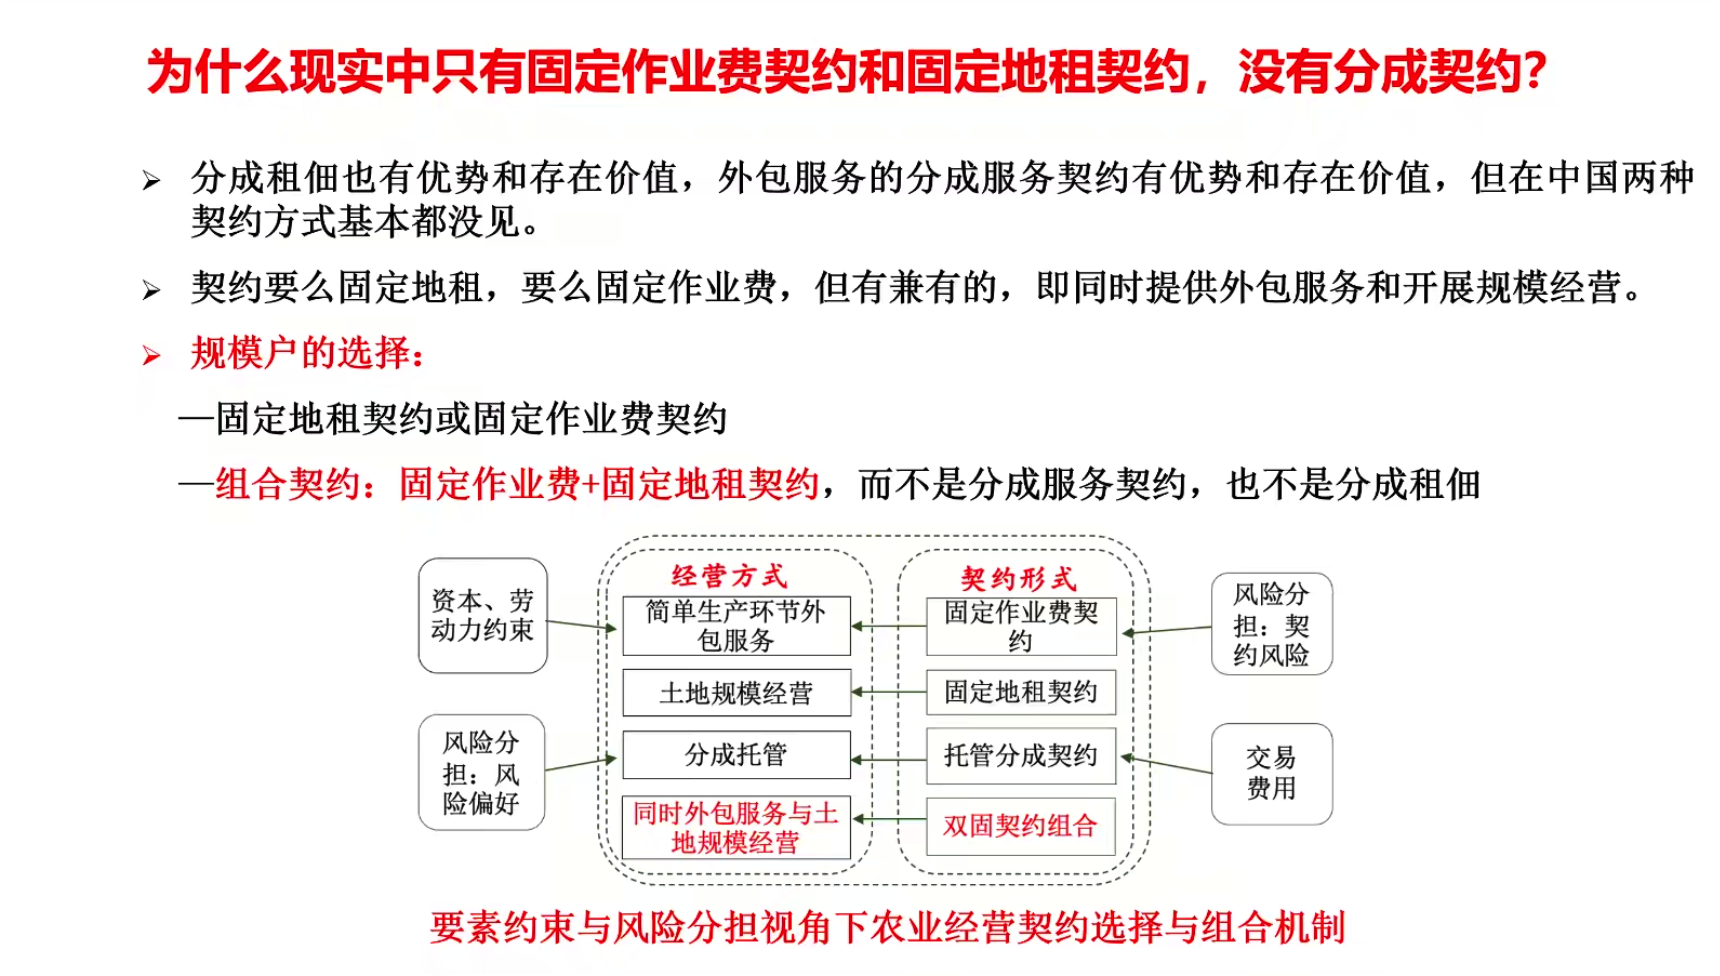 为什么现实中只有固定作业费契约和固定地租契约，没有分成契约？
➢ 分成租佃也有优势和存在价值，外包服务的分成服务契约有优势和存在价值，但在中国两种
契约方式基本都没见。
➢ 契约要么固定地租，要么固定作业费，但有兼有的，即同时提供外包服务和开展规模经营。
➢ 规模户的选择：
—固定地租契约或固定作业费契约
—组合契约：固定作业费+固定地租契约，而不是分成服务契约，也不是分成租佃
资本、劳
动力约束
风险分
担：风
险偏好
经营方式
简单生产环节外
包服务
土地规模经营
分成托管
同时外包服务与土
地规模经营
契约形式
固定作业费契
约
固定地租契约
托管分成契约
双固契约组合
风险分
担：契
约风险
交易
费用
要素约束与风险分担视角下农业经营契约选择与组合机制